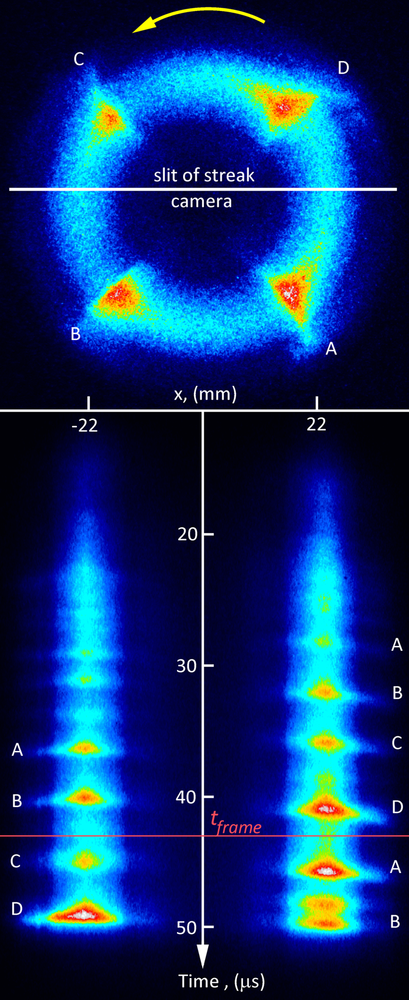 C
D
slit of streak
camera
B
A
x, (mm)
-22
22
20
A
30
B
A
C
B
40
D
t_frame
C
A
D
50
B
Time , (μs)